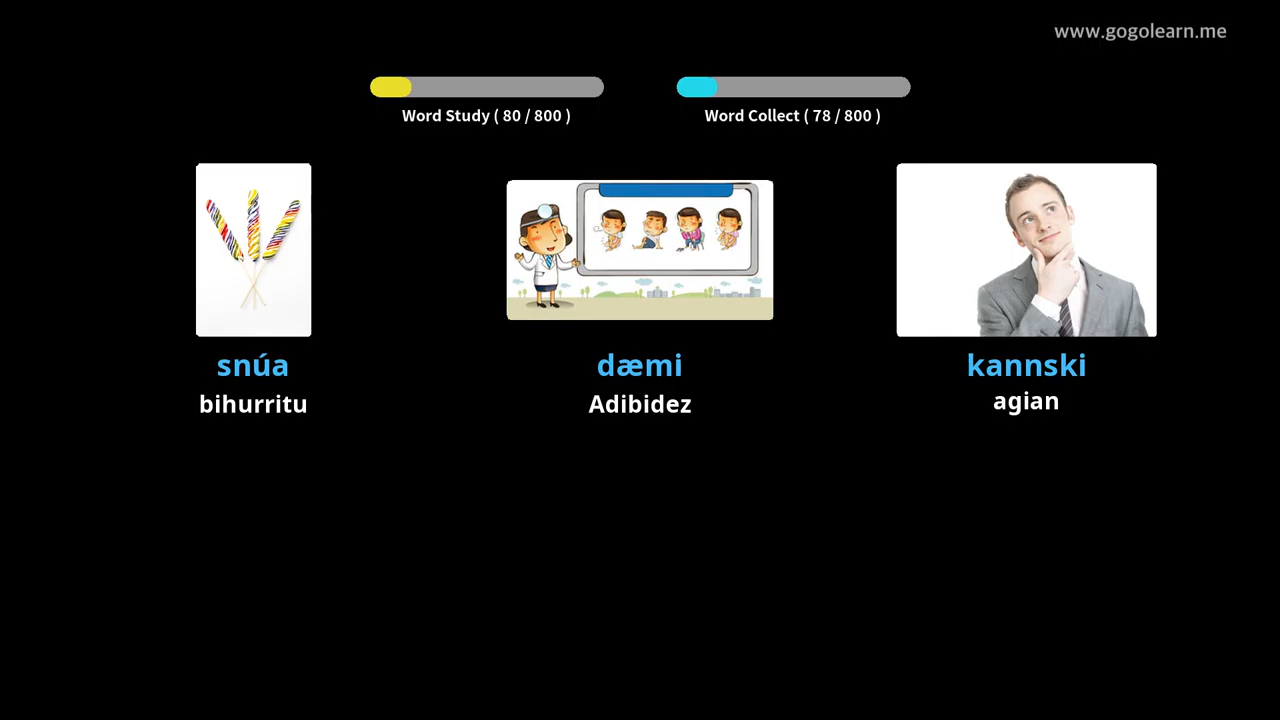 www.gogolearn.me
Word Study ( 80 / 800 )
Word Collect ( 78 / 800 )
snúa
bihurritu
dæmi
Adibidez
kannski
agian